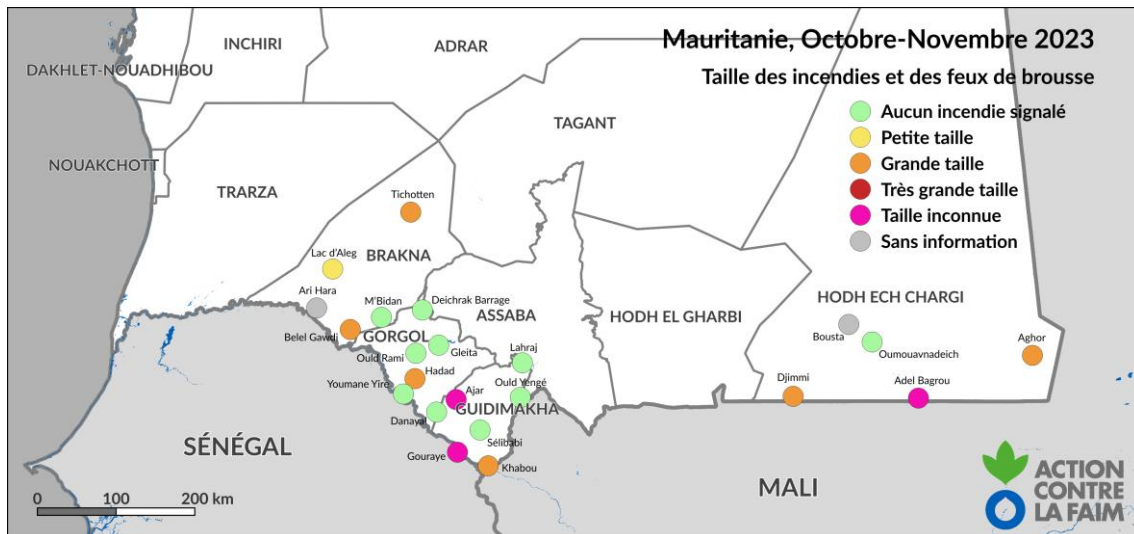 Mauritanie, Octobre-Novembre 2023
Taille des incendies et des feux de brousse
Aucun incendie signalé
Petite taille
Grande taille
Très grande taille
Taille inconnue
Sans information
INCHIRI
ADRAR
DAKHLET-NOUADHIBOU
TAGANT
NOUAKCHOTT
TRARZA
Tichotten
Lac d'Aleg
BRAKNA
Ari Hara
M'Bidan
Deichrak Barrage
ASSABA
HODH EL GHARBI
HODH ECH CHARGI
Belel Gawdi
GORGOL
Gleita
Lahraj
Bousta
Oumouavnadeich
Aghor
Ould Rami
Hadad
Youmane Yiré
Ajar
Ould Yengé
Djimmi
Adel Bagrou
GUIDIMAKHA
Danayal
Sélibabi
SÉNÉGAL
Gouraye
Khabou
MALI
0 100 200 km
ACTION
CONTRE
LA FAIM